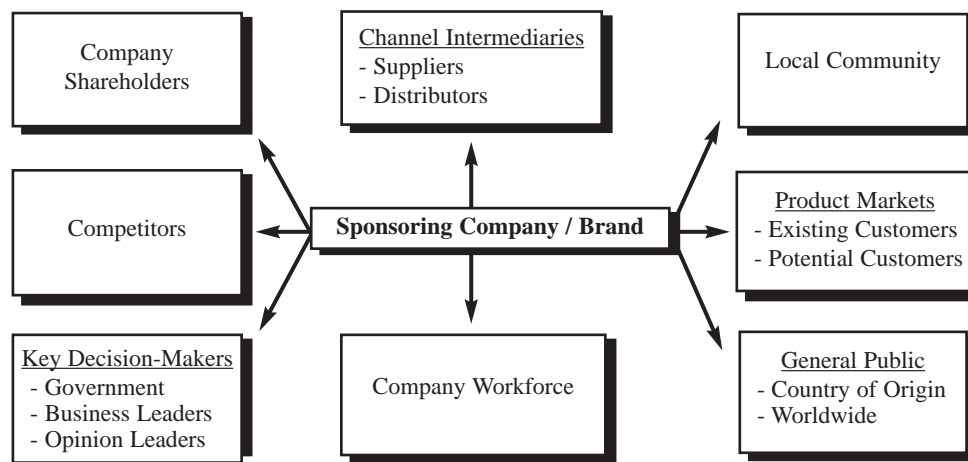 Company
Shareholders
Channel Intermediaries
- Suppliers
- Distributors
Local Community
Competitors
Sponsoring Company / Brand
Product Markets
- Existing Customers
- Potential Customers
Key Decision-Makers
- Government
- Business Leaders
- Opinion Leaders
Company Workforce
General Public
- Country of Origin
- Worldwide